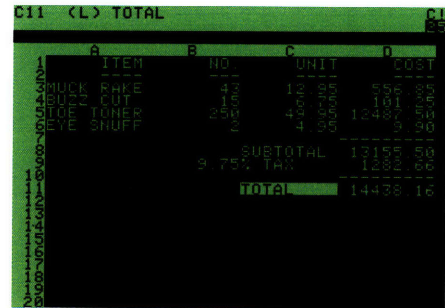 C11 (L) TOTAL C!
25
A B C D
1 ITEM NO. UNIT COST
2 ---- --- ---- ----
3 MUCK RAKE 43 12.95 556.85
4 BUZZ CUT 15 6.75 101.25
5 TOE TONER 250 49.95 12487.50
6 EYE SNUFF 2 4.95 9.90
7 --------
8 SUBTOTAL 13155.50
9 9.75% TAX 1282.66
10 --------
11 TOTAL 14438.16
12
13
14
15
16
17
18
19
20